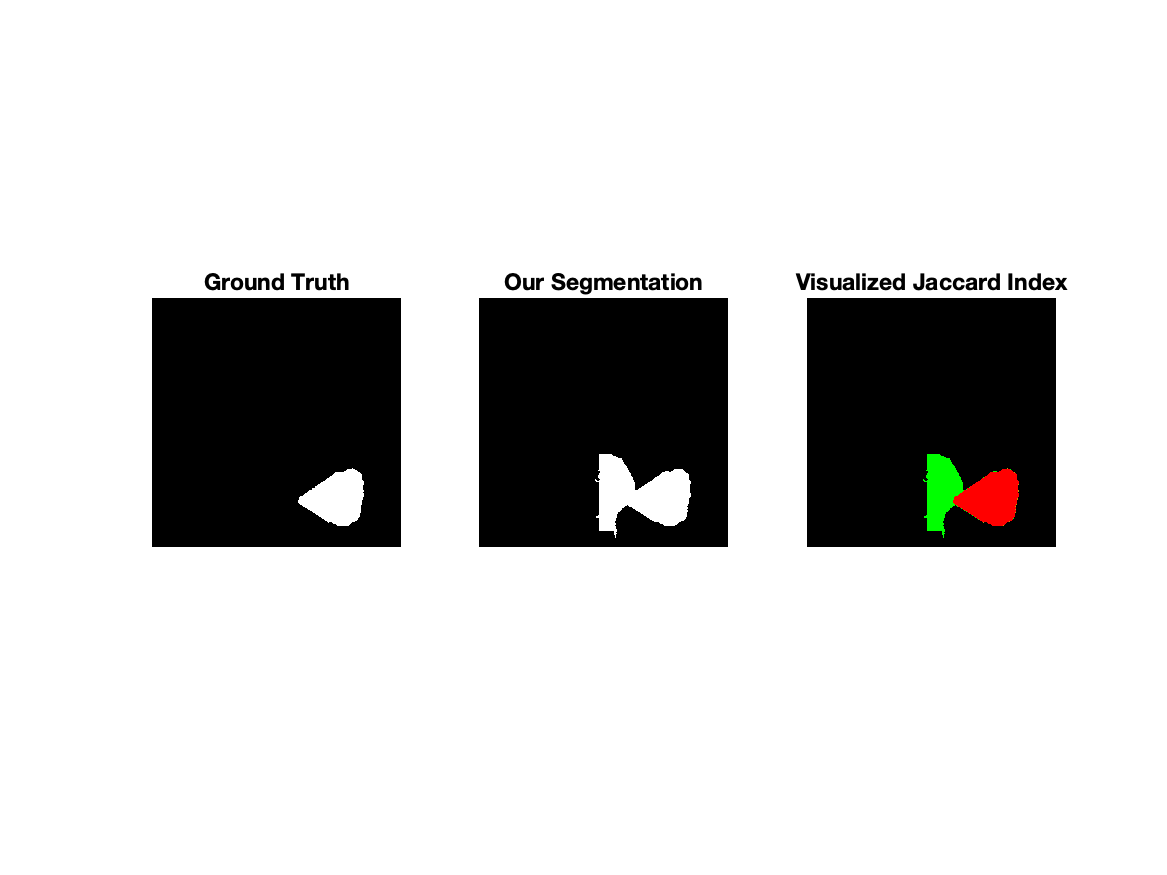 Ground Truth
Our Segmentation
Visualized Jaccard Index